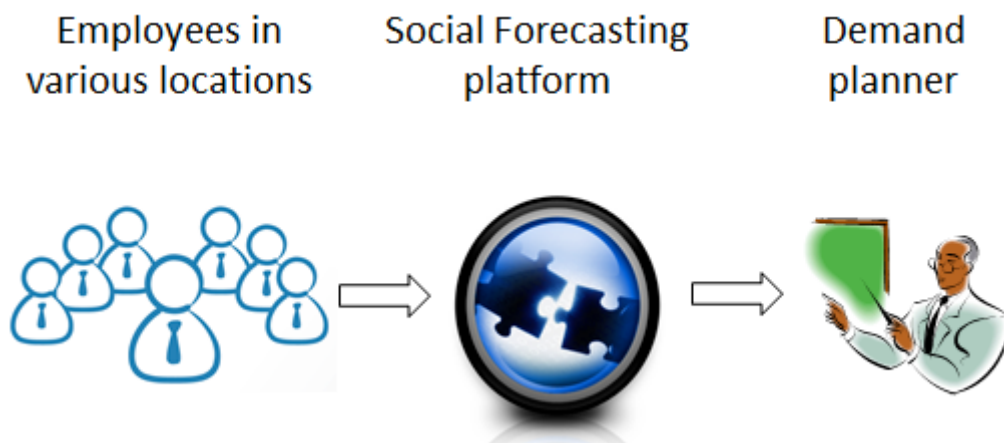 Employees in
various locations
Social Forecasting
platform
Demand
planner